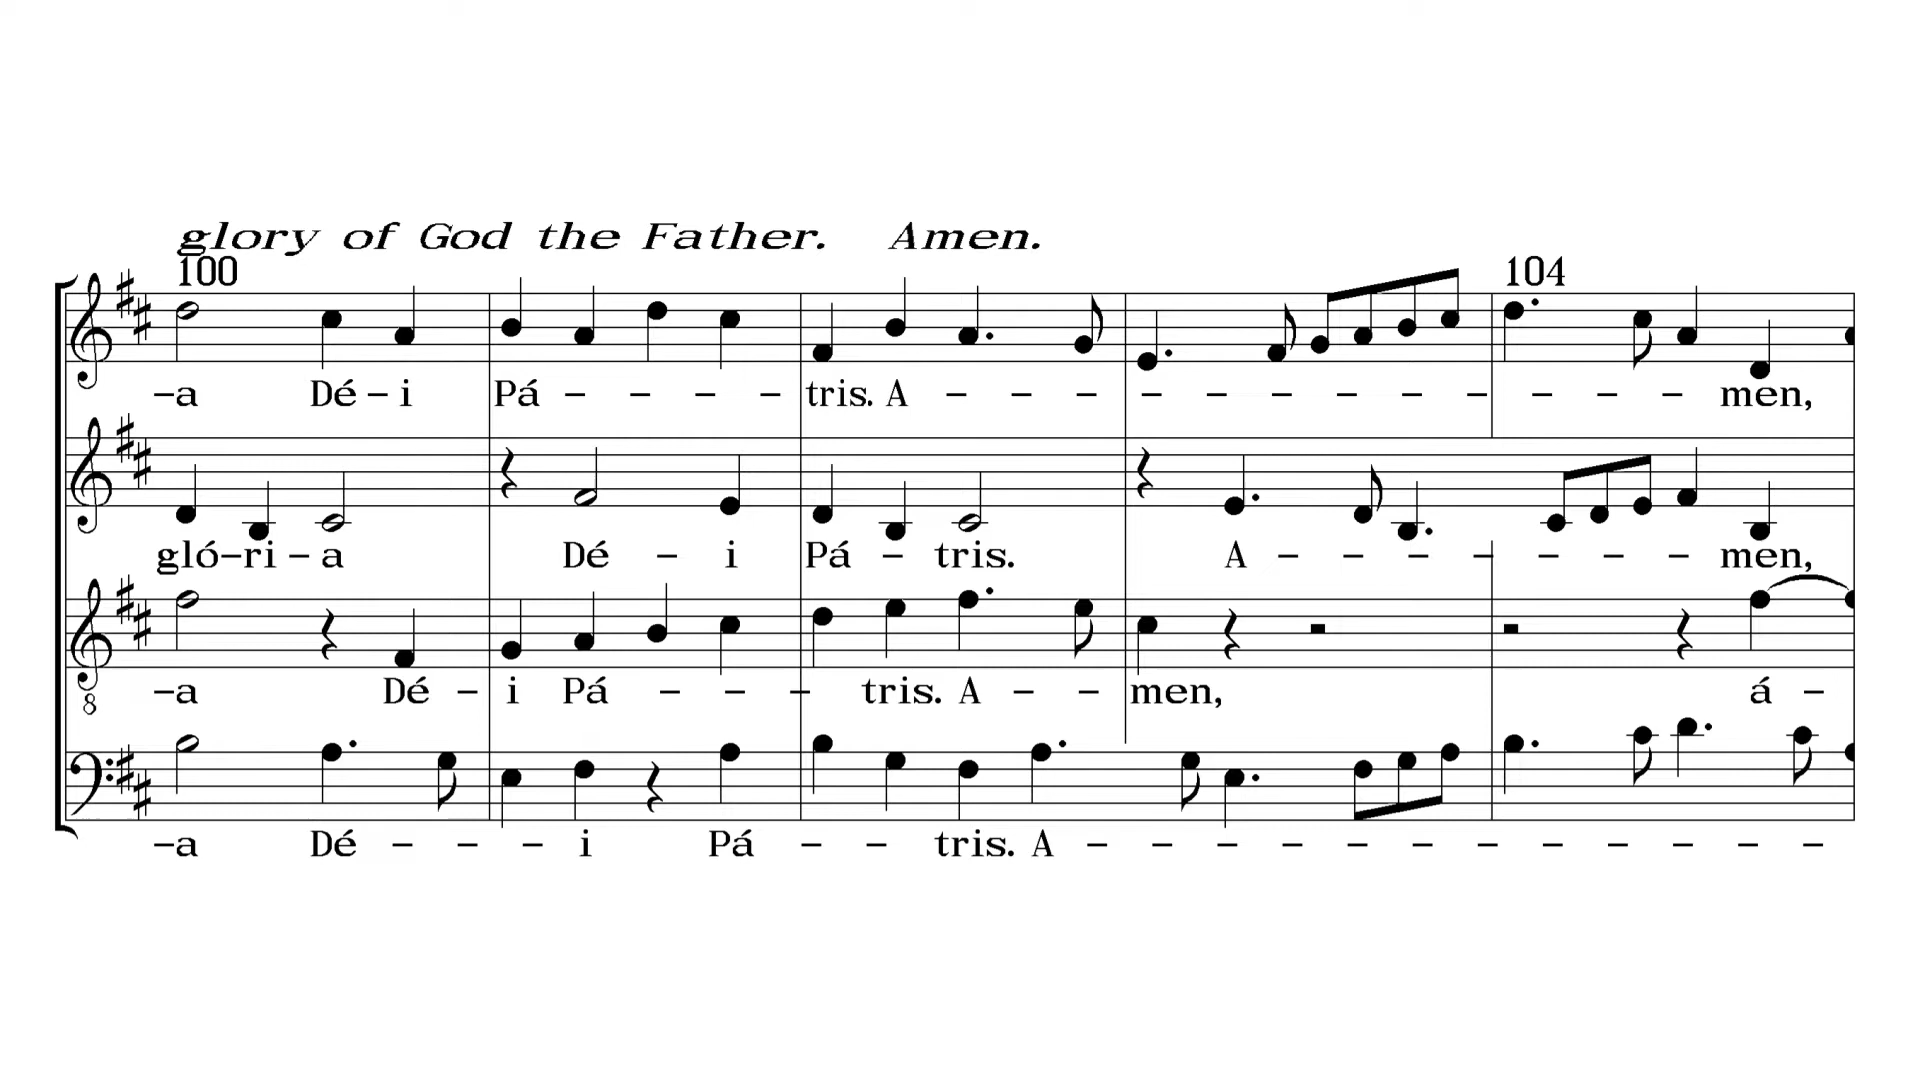 glory of God the Father. Amen.
100 104
-a Dé-i Pá - - - - tris. A - - - - - - - - - - - - men,
gló-ri-a Dé - i Pá - tris. A - - - - - - - men,
-a Dé-i Pá - - - tris. A - - men, á -
8
-a Dé - - - i Pá - - tris. A - - - - - - - - - - - -